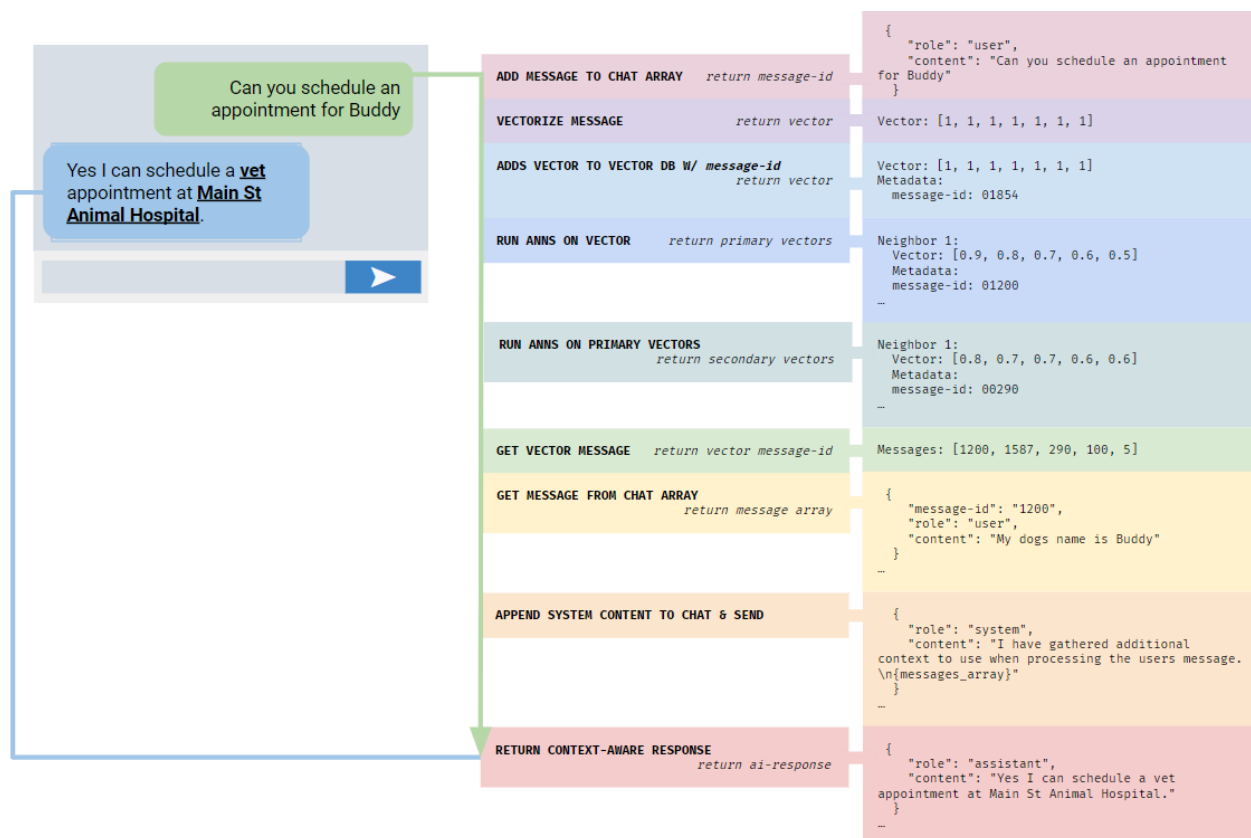 Can you schedule an
appointment for Buddy
Yes I can schedule a vet
appointment at Main St
Animal Hospital.
ADD MESSAGE TO CHAT ARRAY return message-id
{
"role": "user",
"content": "Can you schedule an appointment
for Buddy"
}
VECTORIZE MESSAGE return vector
Vector: [1, 1, 1, 1, 1, 1, 1]
ADDS VECTOR TO VECTOR DB W/ message-id
return vector
Vector: [1, 1, 1, 1, 1, 1, 1]
Metadata:
message-id: 01854
RUN ANNS ON VECTOR return primary vectors
Neighbor 1:
Vector: [0.9, 0.8, 0.7, 0.6, 0.5]
Metadata:
message-id: 01200
…
RUN ANNS ON PRIMARY VECTORS
return secondary vectors
Neighbor 1:
Vector: [0.8, 0.7, 0.7, 0.6, 0.6]
Metadata:
message-id: 00290
…
GET VECTOR MESSAGE return vector message-id
Messages: [1200, 1587, 290, 100, 5]
GET MESSAGE FROM CHAT ARRAY
return message array
{
"message-id": "1200",
"role": "user",
"content": "My dogs name is Buddy"
}
…
APPEND SYSTEM CONTENT TO CHAT & SEND
{
"role": "system",
"content": "I have gathered additional
context to use when processing the users message.
\n{messages_array}"
}
…
RETURN CONTEXT-AWARE RESPONSE
return ai-response
{
"role": "assistant",
"content": "Yes I can schedule a vet
appointment at Main St Animal Hospital."
}
…